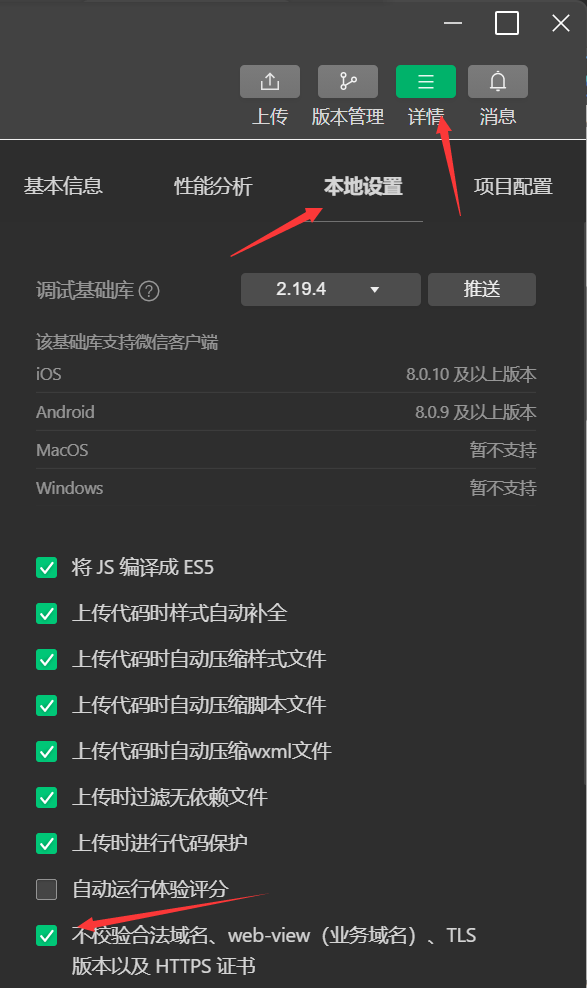 上传 版本管理 详情 消息
基本信息 性能分析 本地设置 项目配置
调试基础库 ? 2.19.4 推送
该基础库支持微信客户端
iOS 8.0.10 及以上版本
Android 8.0.9 及以上版本
MacOS 暂不支持
Windows 暂不支持
将 JS 编译成 ES5
上传代码时样式自动补全
上传代码时自动压缩样式文件
上传代码时自动压缩脚本文件
上传代码时自动压缩wxml文件
上传时过滤无依赖文件
上传时进行代码保护
自动运行体验评分
不校验合法域名、web-view（业务域名）、TLS
版本以及 HTTPS 证书